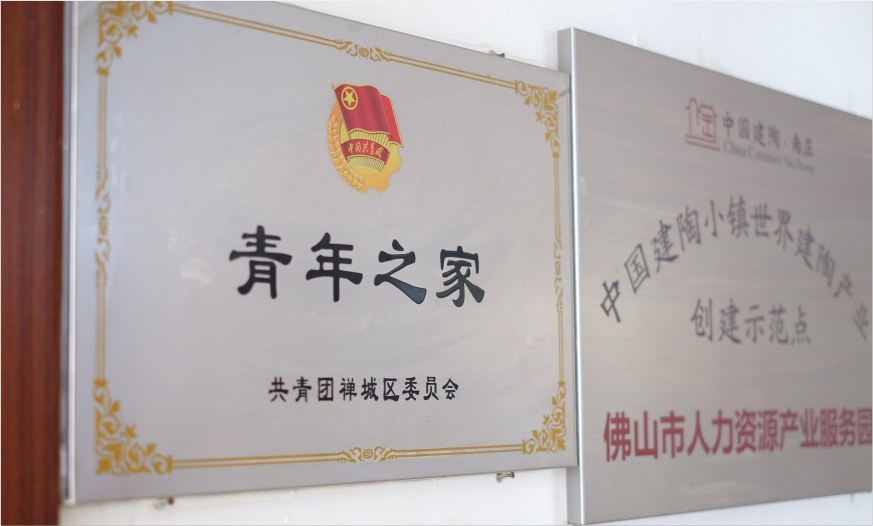 中国共青团
青年之家
共青团禅城区委员会
中国建陶·南庄
China Ceramics Nanzhuang
中国建陶小镇世界建陶产业
创建示范点
佛山市人力资源产业服务园